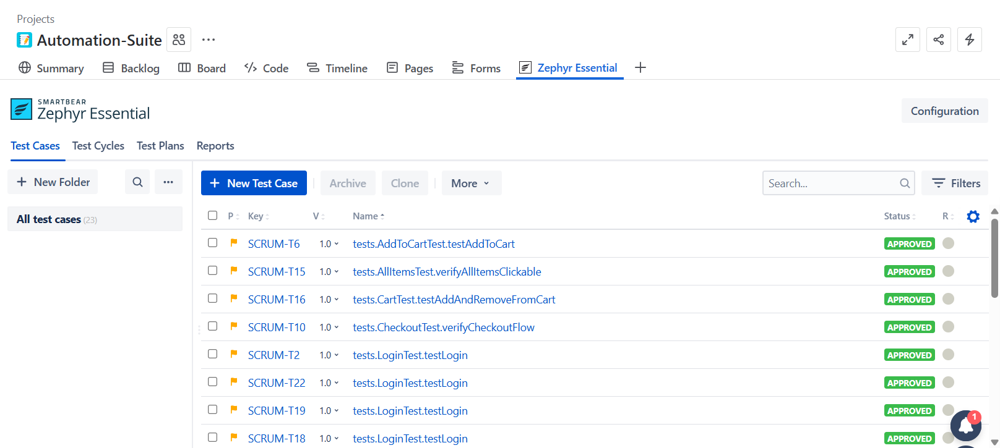 Projects
Automation-Suite
Summary Backlog Board Code Timeline Pages Forms Zephyr Essential
SMARTBEAR
Zephyr Essential
Configuration
Test Cases Test Cycles Test Plans Reports
New Folder
New Test Case Archive Clone More Search... Filters
All test cases (23)
P Key V Name Status R
SCRUM-T6 1.0 tests.AddToCartTest.testAddToCart APPROVED
SCRUM-T15 1.0 tests.AllItemsTest.verifyAllItemsClickable APPROVED
SCRUM-T16 1.0 tests.CartTest.testAddAndRemoveFromCart APPROVED
SCRUM-T10 1.0 tests.CheckoutTest.verifyCheckoutFlow APPROVED
SCRUM-T2 1.0 tests.LoginTest.testLogin APPROVED
SCRUM-T22 1.0 tests.LoginTest.testLogin APPROVED
SCRUM-T19 1.0 tests.LoginTest.testLogin APPROVED
1
SCRUM-T18 1.0 tests.LoginTest.testLogin APPROVED